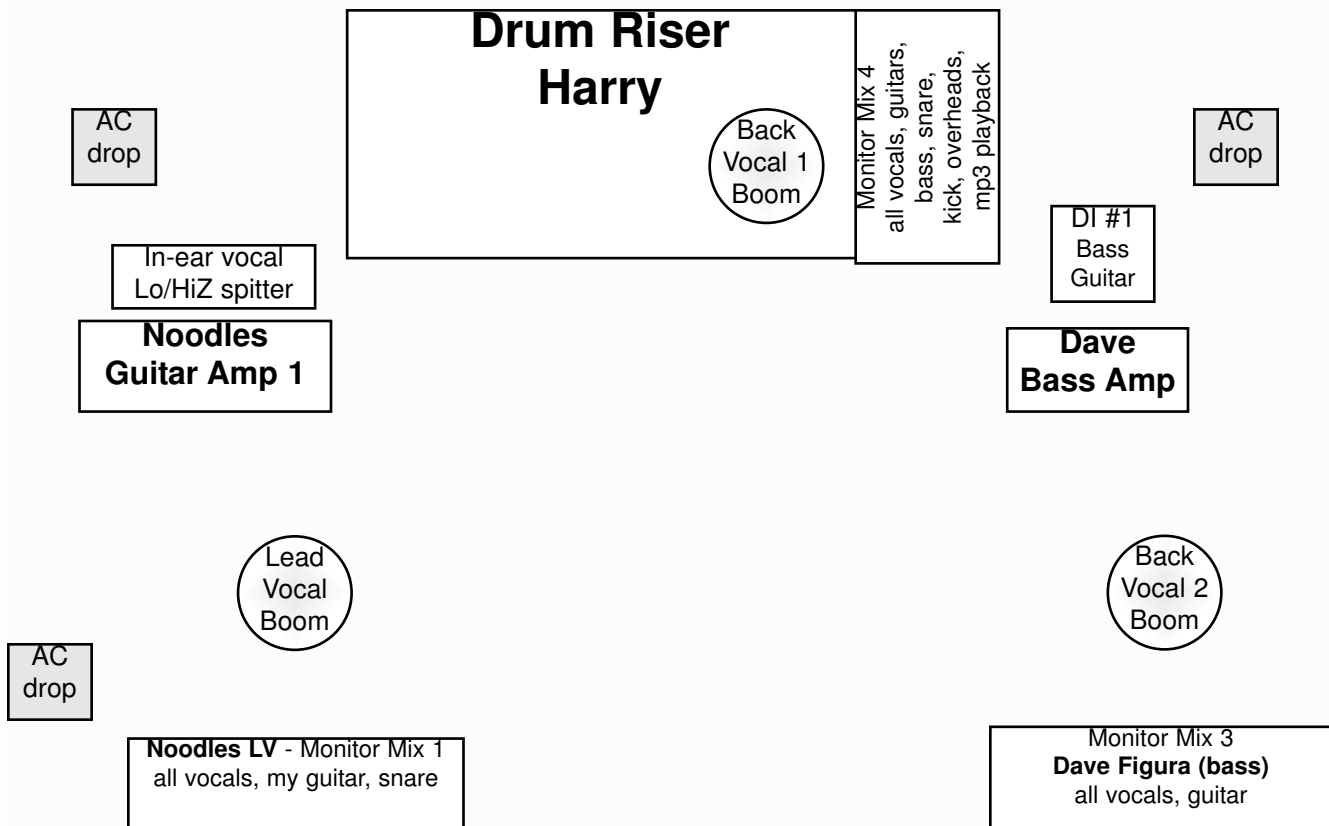 Drum Riser
Harry
Monitor Mix 4
all vocals, guitars,
bass, snare,
kick, overheads,
mp3 playback
Back
Vocal 1
Boom
AC
drop
AC
drop
DI #1
Bass
Guitar
In-ear vocal
Lo/HiZ spitter
Noodles
Guitar Amp 1
Dave
Bass Amp
Lead
Vocal
Boom
Back
Vocal 2
Boom
AC
drop
Noodles LV - Monitor Mix 1
all vocals, my guitar, snare
Monitor Mix 3
Dave Figura (bass)
all vocals, guitar